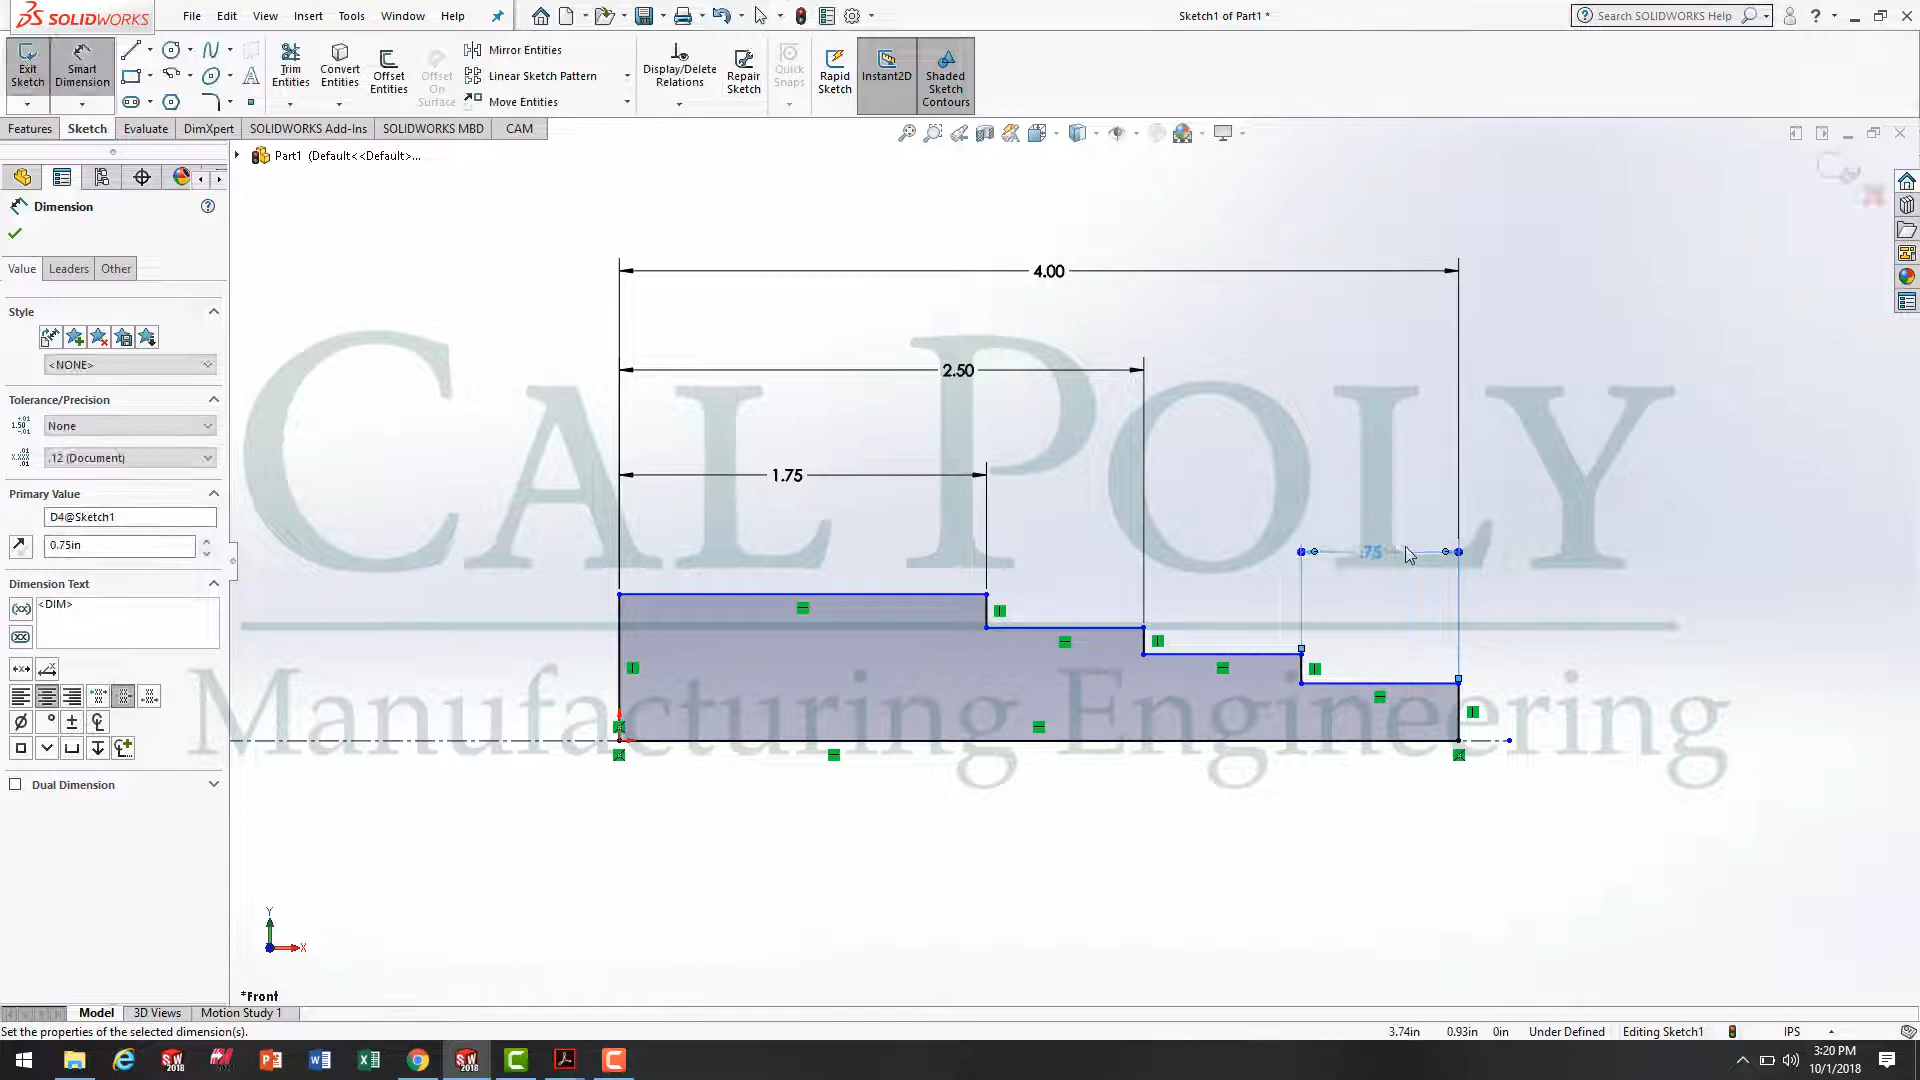 SOLIDWORKS
File Edit View Insert Tools Window Help
Sketch1 of Part1 *
Search SOLIDWORKS Help
Exit Sketch
Smart Dimension
Trim Entities
Convert Entities
Offset Entities
Offset On Surface
Mirror Entities
Linear Sketch Pattern
Move Entities
Display/Delete Relations
Repair Sketch
Quick Snaps
Rapid Sketch
Instant2D
Shaded Sketch Contours
Features Sketch Evaluate DimXpert SOLIDWORKS Add-Ins SOLIDWORKS MBD CAM
Part1 (Default<<Default>...
Dimension
Value Leaders Other
Style
<NONE>
Tolerance/Precision
None
.12 (Document)
Primary Value
D4@Sketch1
0.75in
Dimension Text
<DIM>
Dual Dimension
4.00
2.50
1.75
.75
CAL POLY
Manufacturing Engineering
Y
X
*Front
Model 3D Views Motion Study 1
Set the properties of the selected dimension(s).
3.74in 0.93in 0in Under Defined Editing Sketch1 IPS
3:20 PM
10/1/2018